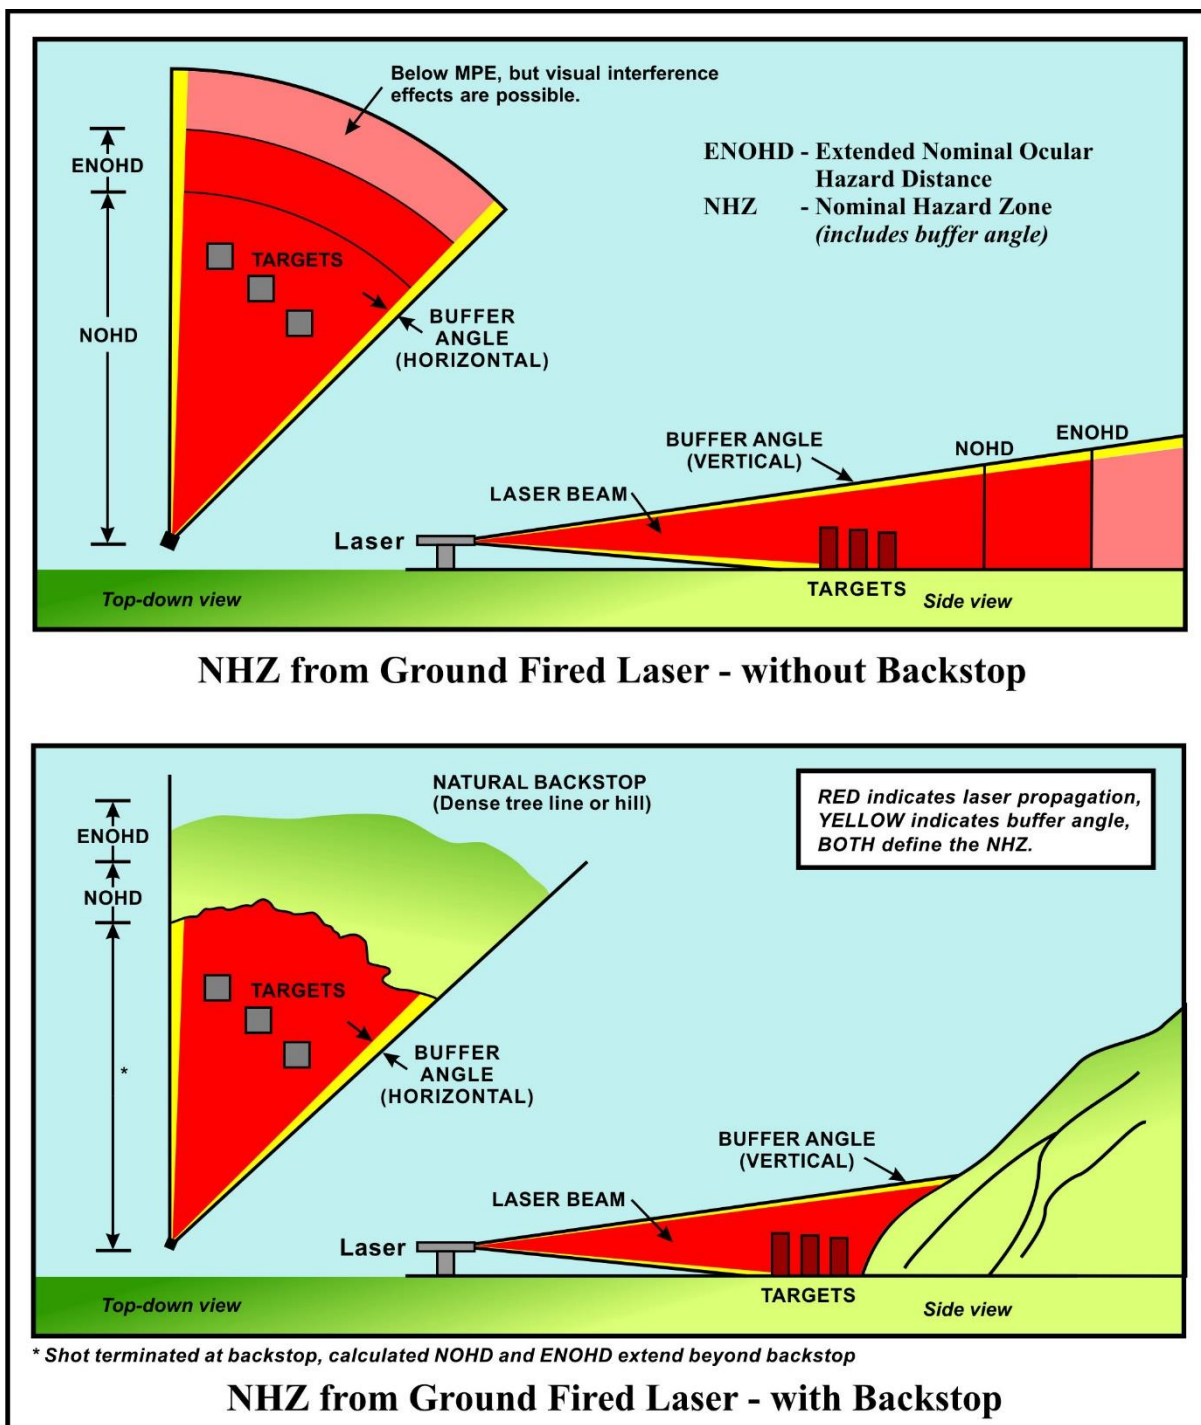 Below MPE, but visual interference
effects are possible.
ENOHD
NOHD
TARGETS
BUFFER
ANGLE
(HORIZONTAL)
ENOHD - Extended Nominal Ocular
Hazard Distance
NHZ - Nominal Hazard Zone
(includes buffer angle)
BUFFER ANGLE
(VERTICAL)
NOHD
ENOHD
LASER BEAM
Laser
TARGETS
Top-down view
Side view
NHZ from Ground Fired Laser - without Backstop
NATURAL BACKSTOP
(Dense tree line or hill)
RED indicates laser propagation,
YELLOW indicates buffer angle,
BOTH define the NHZ.
ENOHD
NOHD
*
TARGETS
BUFFER
ANGLE
(HORIZONTAL)
BUFFER ANGLE
(VERTICAL)
LASER BEAM
Laser
TARGETS
Top-down view
Side view
* Shot terminated at backstop, calculated NOHD and ENOHD extend beyond backstop
NHZ from Ground Fired Laser - with Backstop